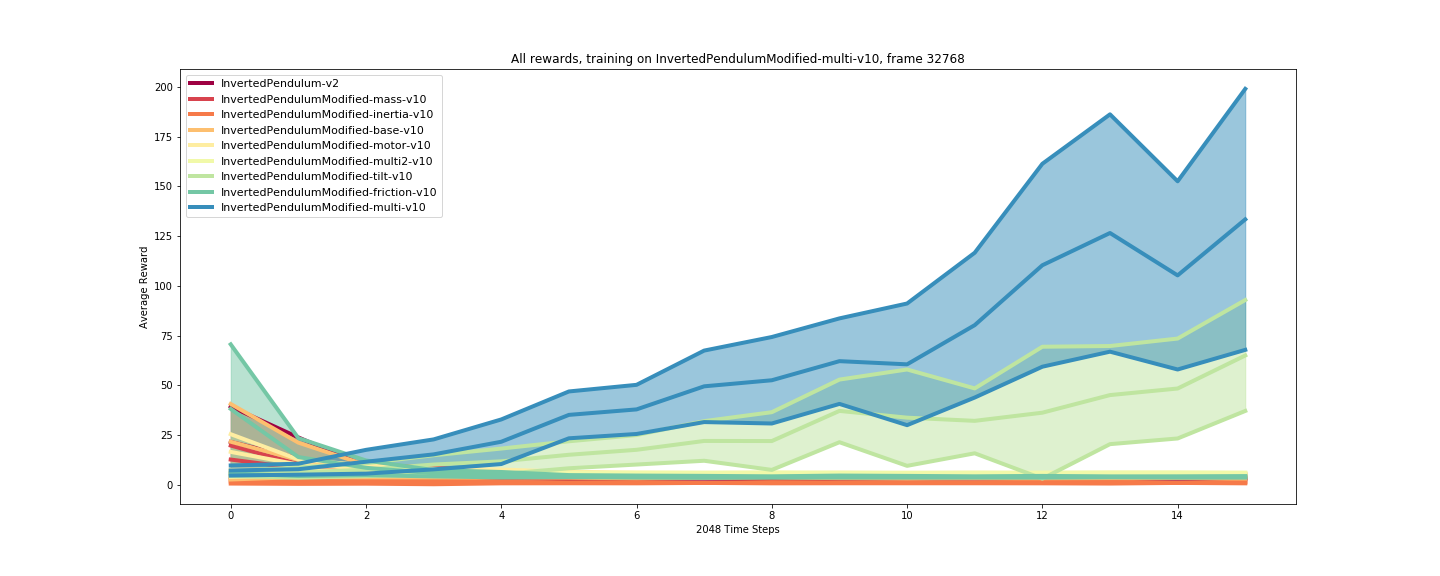 All rewards, training on InvertedPendulumModified-multi-v10, frame 32768
InvertedPendulum-v2
InvertedPendulumModified-mass-v10
InvertedPendulumModified-inertia-v10
InvertedPendulumModified-base-v10
InvertedPendulumModified-motor-v10
InvertedPendulumModified-multi2-v10
InvertedPendulumModified-tilt-v10
InvertedPendulumModified-friction-v10
InvertedPendulumModified-multi-v10
200
175
150
125
100
75
50
25
0
Average Reward
0 2 4 6 8 10 12 14
2048 Time Steps